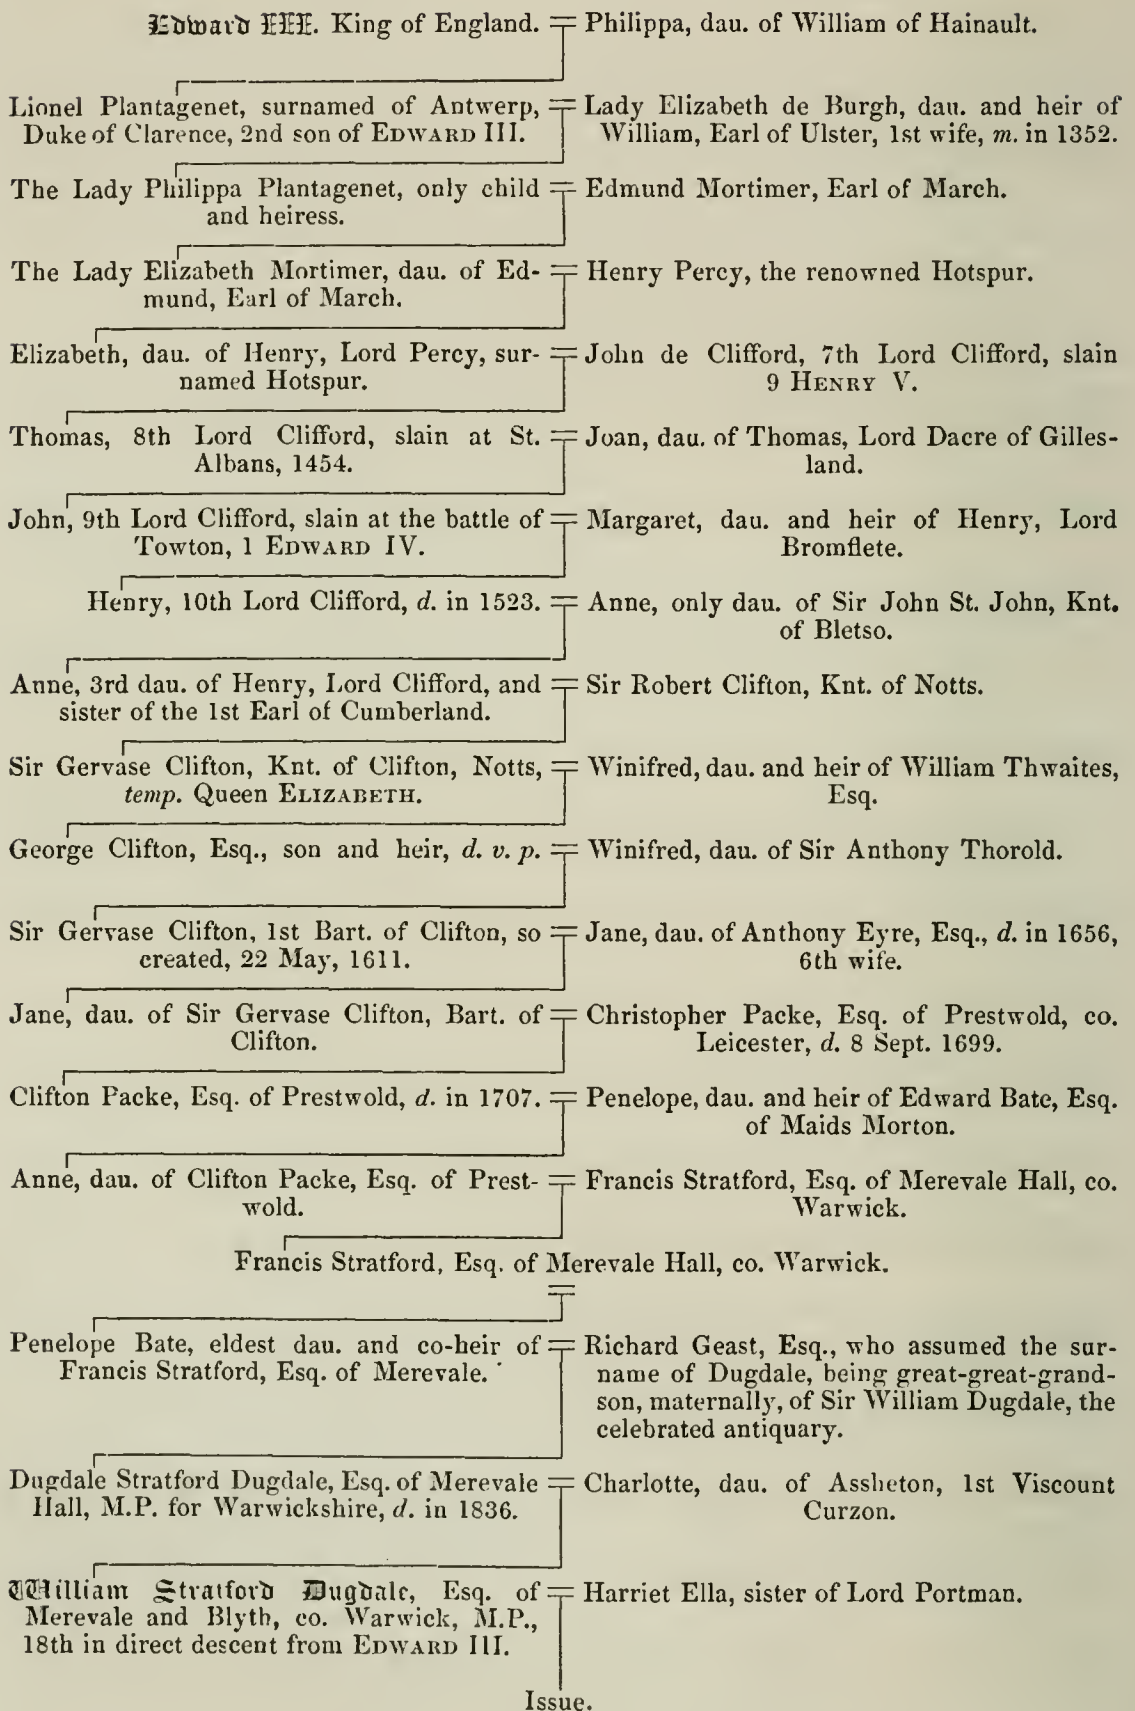 Edward III. King of England. = Philippa, dau. of William of Hainault.
Lionel Plantagenet, surnamed of Antwerp, = Lady Elizabeth de Burgh, dau. and heir of
Duke of Clarence, 2nd son of EDWARD III. William, Earl of Ulster, 1st wife, m. in 1352.
The Lady Philippa Plantagenet, only child = Edmund Mortimer, Earl of March.
and heiress.
The Lady Elizabeth Mortimer, dau. of Ed- = Henry Percy, the renowned Hotspur.
mund, Earl of March.
Elizabeth, dau. of Henry, Lord Percy, sur- = John de Clifford, 7th Lord Clifford, slain
named Hotspur. 9 HENRY V.
Thomas, 8th Lord Clifford, slain at St. = Joan, dau. of Thomas, Lord Dacre of Gilles-
Albans, 1454. land.
John, 9th Lord Clifford, slain at the battle of = Margaret, dau. and heir of Henry, Lord
Towton, 1 EDWARD IV. Bromflete.
Henry, 10th Lord Clifford, d. in 1523. = Anne, only dau. of Sir John St. John, Knt.
of Bletso.
Anne, 3rd dau. of Henry, Lord Clifford, and = Sir Robert Clifton, Knt. of Notts.
sister of the 1st Earl of Cumberland.
Sir Gervase Clifton, Knt. of Clifton, Notts, = Winifred, dau. and heir of William Thwaites,
temp. Queen ELIZABETH. Esq.
George Clifton, Esq., son and heir, d. v. p. = Winifred, dau. of Sir Anthony Thorold.
Sir Gervase Clifton, 1st Bart. of Clifton, so = Jane, dau. of Anthony Eyre, Esq., d. in 1656,
created, 22 May, 1611. 6th wife.
Jane, dau. of Sir Gervase Clifton, Bart. of = Christopher Packe, Esq. of Prestwold, co.
Clifton. Leicester, d. 8 Sept. 1699.
Clifton Packe, Esq. of Prestwold, d. in 1707. = Penelope, dau. and heir of Edward Bate, Esq.
of Maids Morton.
Anne, dau. of Clifton Packe, Esq. of Prest- = Francis Stratford, Esq. of Merevale Hall, co.
wold. Warwick.
Francis Stratford, Esq. of Merevale Hall, co. Warwick.
=
Penelope Bate, eldest dau. and co-heir of = Richard Geast, Esq., who assumed the sur-
Francis Stratford, Esq. of Merevale. name of Dugdale, being great-great-grand-
son, maternally, of Sir William Dugdale, the
celebrated antiquary.
Dugdale Stratford Dugdale, Esq. of Merevale = Charlotte, dau. of Assheton, 1st Viscount
Hall, M.P. for Warwickshire, d. in 1836. Curzon.
William Stratford Dugdale, Esq. of = Harriet Ella, sister of Lord Portman.
Merevale and Blyth, co. Warwick, M.P.,
18th in direct descent from EDWARD III.
Issue.